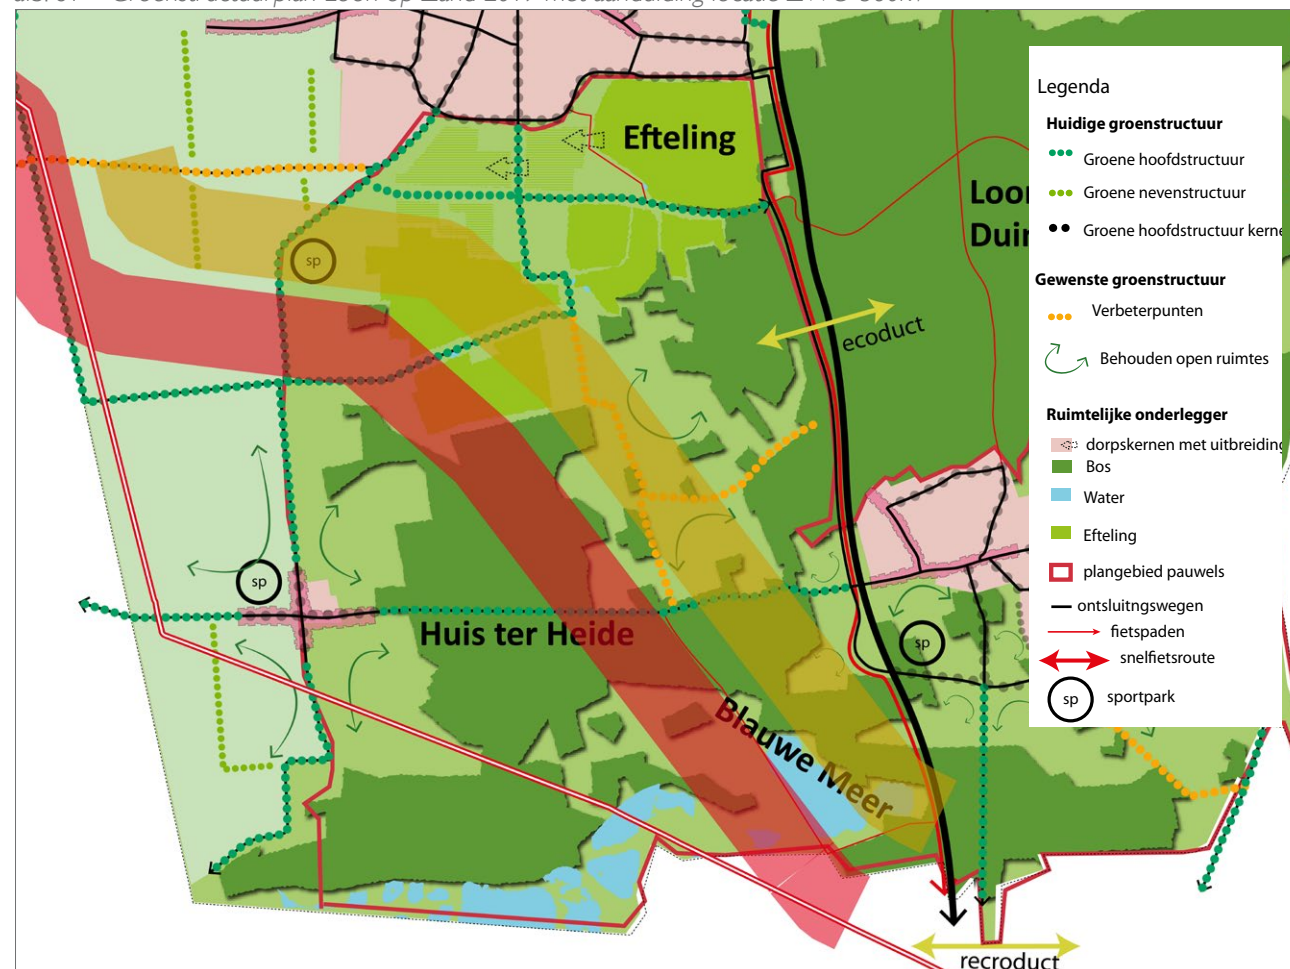 Efteling
Loon
Duin
sp
ecoduct
sp
Huis ter Heide
sp
Blauwe Meer
recroduct
Legenda
Huidige groenstructuur
Groene hoofdstructuur
Groene nevenstructuur
Groene hoofdstructuur kerne
Gewenste groenstructuur
Verbeterpunten
Behouden open ruimtes
Ruimtelijke onderlegger
dorpskernen met uitbreiding
Bos
Water
Efteling
plangebied pauwels
ontsluitngswegen
fietspaden
snelfietsroute
sp sportpark